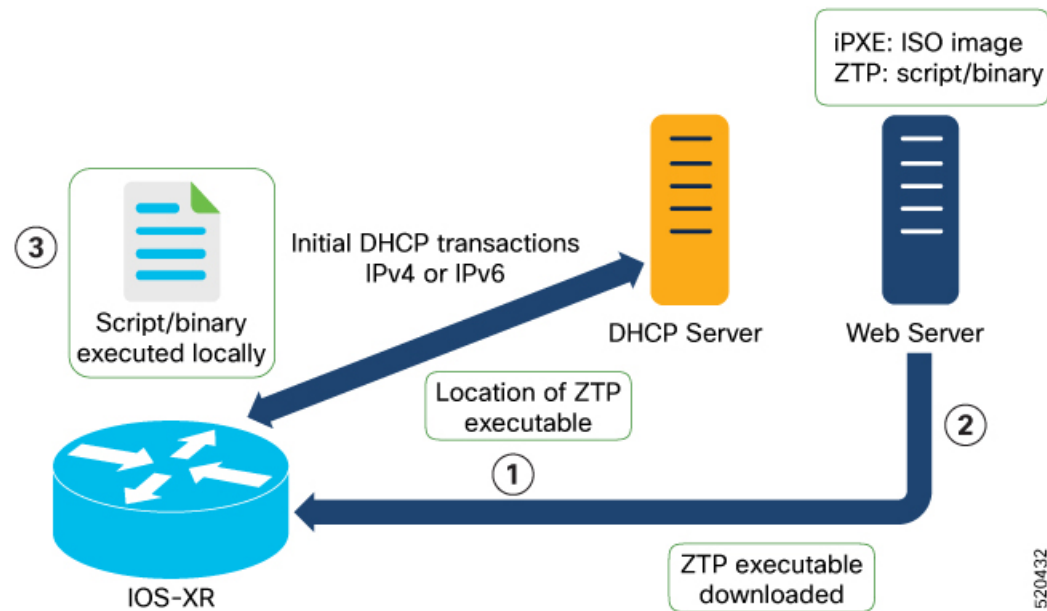 iPXE: ISO image
ZTP: script/binary
3
Script/binary
executed locally
Initial DHCP transactions
IPv4 or IPv6
DHCP Server
Web Server
Location of ZTP
executable
1
2
ZTP executable
downloaded
IOS-XR
520432